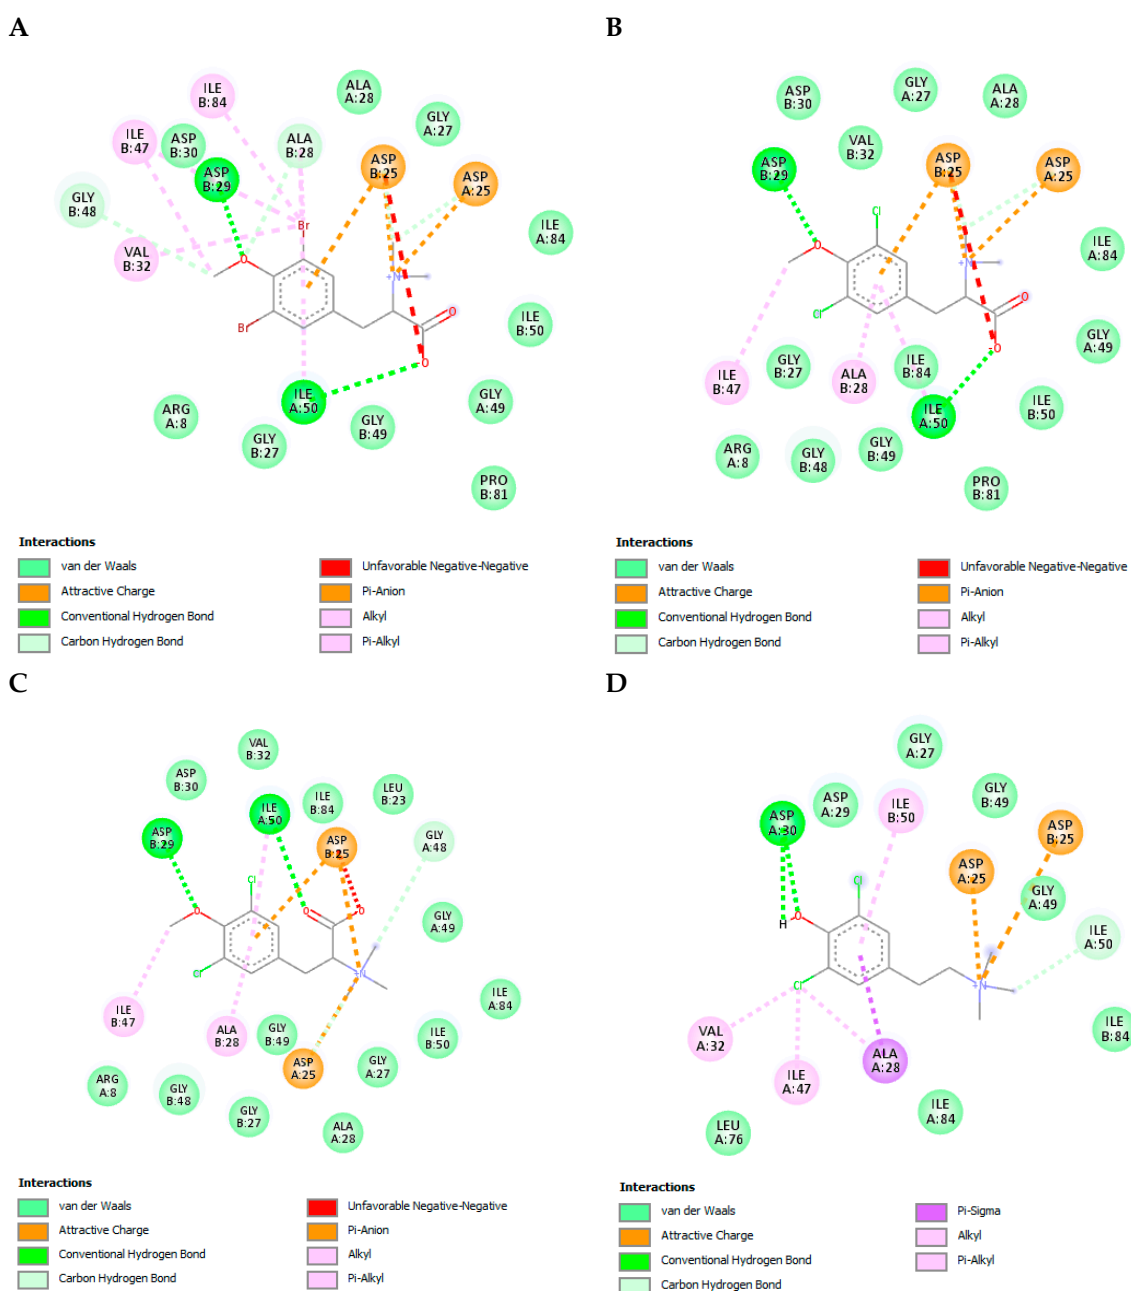 A
ILE
B:84
ALA
A:28
GLY
A:27
ILE
B:47
ASP
B:30
ALA
B:28
ASP
B:25
ASP
B:29
ASP
A:25
GLY
B:48
Br
ILE
A:84
VAL
B:32
O
N
+
O
Br
ILE
B:50
O
-
ILE
A:50
GLY
A:49
ARG
A:8
GLY
B:49
GLY
B:27
PRO
B:81
Interactions
van der Waals
Attractive Charge
Conventional Hydrogen Bond
Carbon Hydrogen Bond
Unfavorable Negative-Negative
Pi-Anion
Alkyl
Pi-Alkyl
B
ASP
B:30
GLY
A:27
ALA
A:28
VAL
B:32
ASP
B:29
ASP
B:25
ASP
A:25
Cl
O
ILE
A:84
+
N
O
Cl
GLY
A:49
O
-
ILE
B:47
GLY
B:27
ALA
B:28
ILE
B:84
ILE
A:50
ILE
B:50
ARG
A:8
GLY
B:48
GLY
B:49
PRO
B:81
Interactions
van der Waals
Attractive Charge
Conventional Hydrogen Bond
Carbon Hydrogen Bond
Unfavorable Negative-Negative
Pi-Anion
Alkyl
Pi-Alkyl
C
VAL
B:32
ASP
B:30
ILE
B:84
LEU
B:23
ILE
A:50
ASP
B:29
ASP
B:25
GLY
A:48
Cl
O
O
O
GLY
A:49
Cl
N
+
ILE
B:47
ALA
B:28
GLY
B:49
ILE
A:84
ILE
B:50
ASP
A:25
GLY
A:27
ARG
A:8
GLY
B:48
GLY
B:27
ALA
A:28
Interactions
van der Waals
Attractive Charge
Conventional Hydrogen Bond
Carbon Hydrogen Bond
Unfavorable Negative-Negative
Pi-Anion
Alkyl
Pi-Alkyl
D
GLY
A:27
ASP
A:30
ASP
A:29
ILE
B:50
GLY
B:49
ASP
B:25
ASP
A:25
GLY
A:49
Cl
O
H
ILE
A:50
Cl
N
+
VAL
A:32
ILE
A:47
ALA
A:28
ILE
B:84
LEU
A:76
ILE
A:84
Interactions
van der Waals
Attractive Charge
Conventional Hydrogen Bond
Carbon Hydrogen Bond
Pi-Sigma
Alkyl
Pi-Alkyl